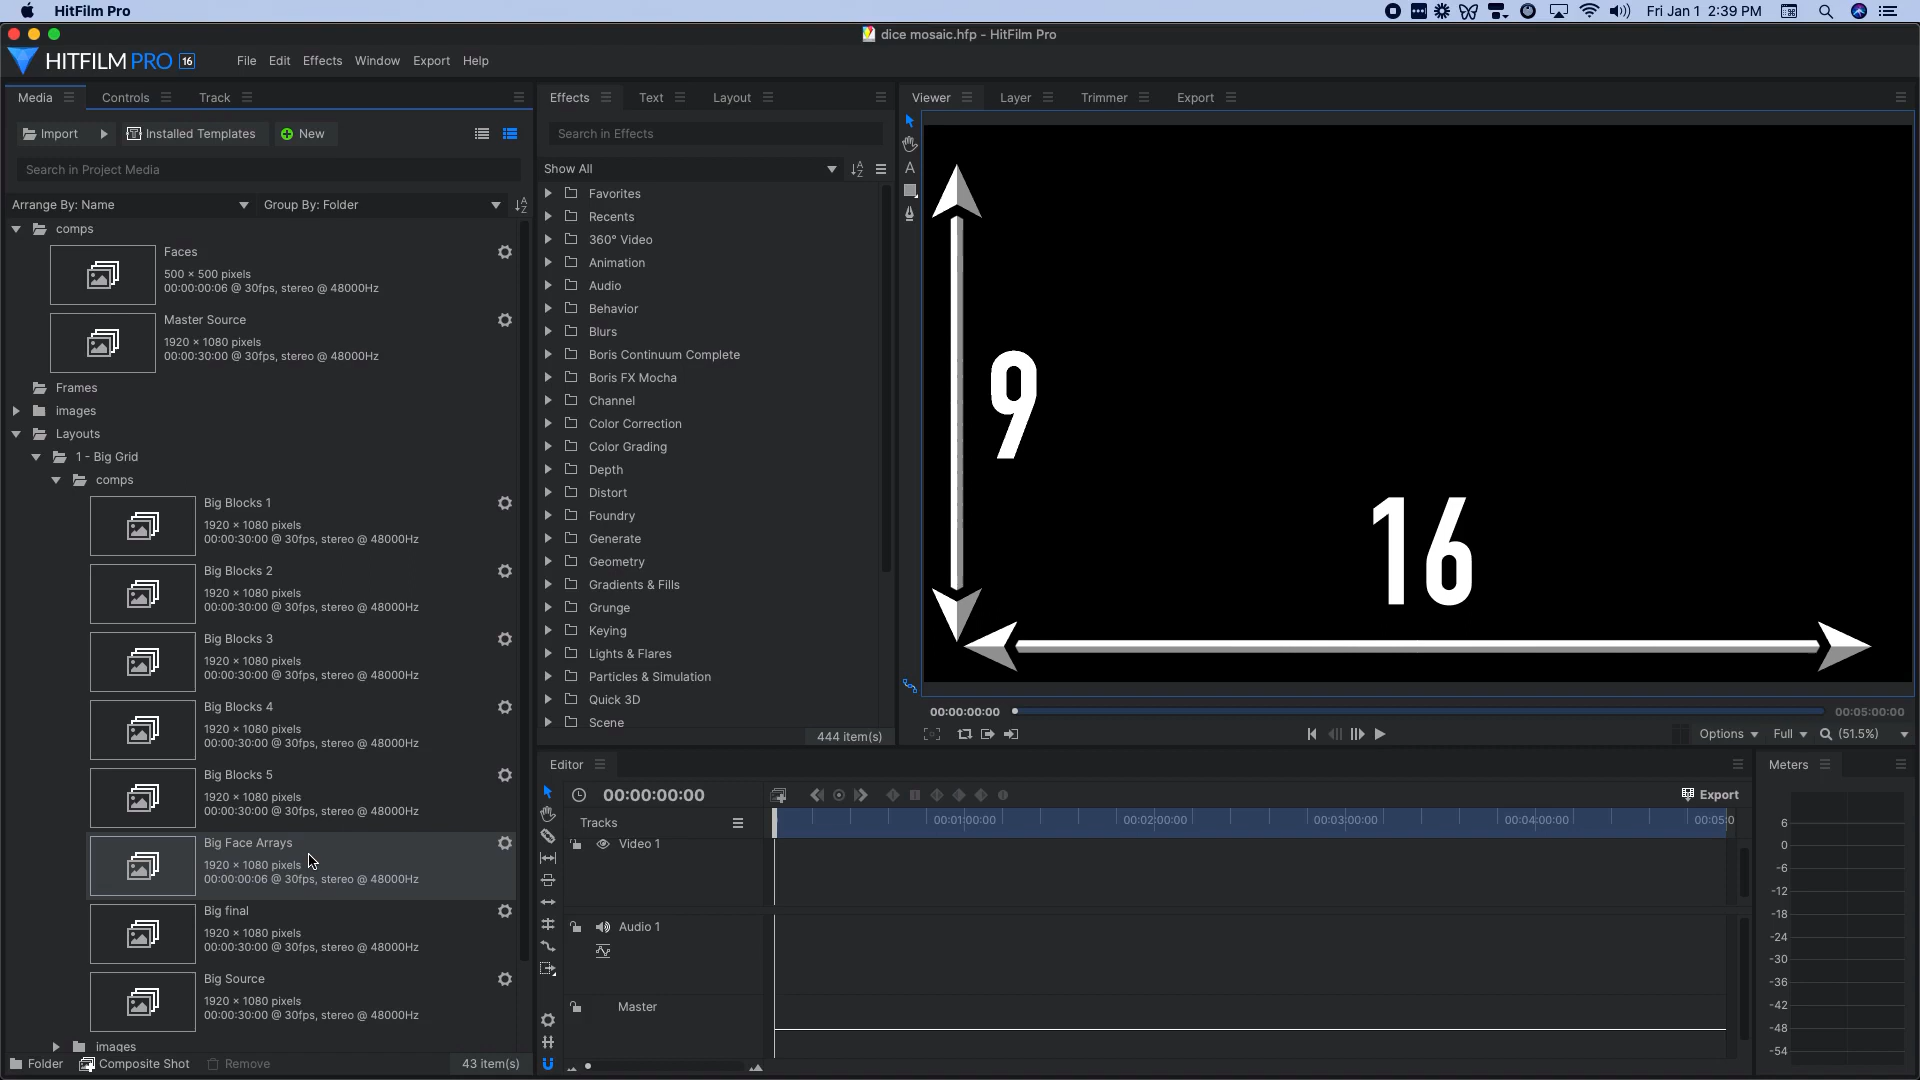 HitFilm Pro
Fri Jan 1 2:39 PM
dice mosaic.hfp - HitFilm Pro
HITFILM PRO 16
File Edit Effects Window Export Help
Media Controls Track
Import Installed Templates New
Search in Project Media
Arrange By: Name Group By: Folder
comps
Faces
500 × 500 pixels
00:00:00:06 @ 30fps, stereo @ 48000Hz
Master Source
1920 × 1080 pixels
00:00:30:00 @ 30fps, stereo @ 48000Hz
Frames
images
Layouts
1 - Big Grid
comps
Big Blocks 1
1920 × 1080 pixels
00:00:30:00 @ 30fps, stereo @ 48000Hz
Big Blocks 2
1920 × 1080 pixels
00:00:30:00 @ 30fps, stereo @ 48000Hz
Big Blocks 3
1920 × 1080 pixels
00:00:30:00 @ 30fps, stereo @ 48000Hz
Big Blocks 4
1920 × 1080 pixels
00:00:30:00 @ 30fps, stereo @ 48000Hz
Big Blocks 5
1920 × 1080 pixels
00:00:30:00 @ 30fps, stereo @ 48000Hz
Big Face Arrays
1920 × 1080 pixels
00:00:00:06 @ 30fps, stereo @ 48000Hz
Big final
1920 × 1080 pixels
00:00:30:00 @ 30fps, stereo @ 48000Hz
Big Source
1920 × 1080 pixels
00:00:30:00 @ 30fps, stereo @ 48000Hz
images
Folder Composite Shot Remove 43 item(s)
Effects Text Layout
Search in Effects
Show All
Favorites
Recents
360° Video
Animation
Audio
Behavior
Blurs
Boris Continuum Complete
Boris FX Mocha
Channel
Color Correction
Color Grading
Depth
Distort
Foundry
Generate
Geometry
Gradients & Fills
Grunge
Keying
Lights & Flares
Particles & Simulation
Quick 3D
Scene
444 item(s)
Viewer Layer Trimmer Export
A
9
16
00:00:00:00 00:05:00:00
Options Full (51.5%)
Editor
00:00:00:00 Export
Tracks 00:01:00:00 00:02:00:00 00:03:00:00 00:04:00:00 00:05:0
Video 1
Audio 1
Master
Meters
6
0
-6
-12
-18
-24
-30
-36
-42
-48
-54